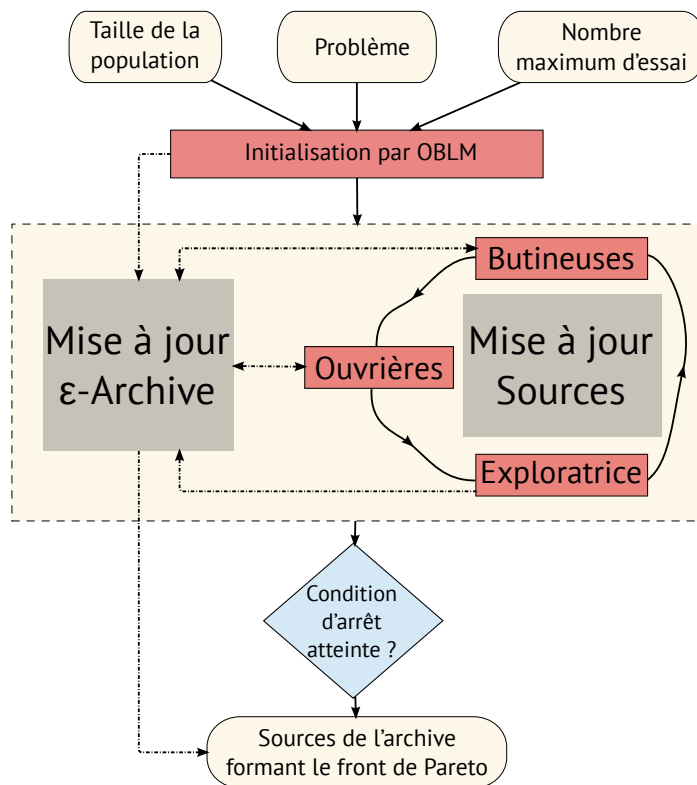 Taille de la
population
Problème
Nombre
maximum d'essai
Initialisation par OBLM
Butineuses
Mise à jour
ε-Archive
Ouvrières
Mise à jour
Sources
Exploratrice
Condition
d'arrêt
atteinte ?
Sources de l'archive
formant le front de Pareto